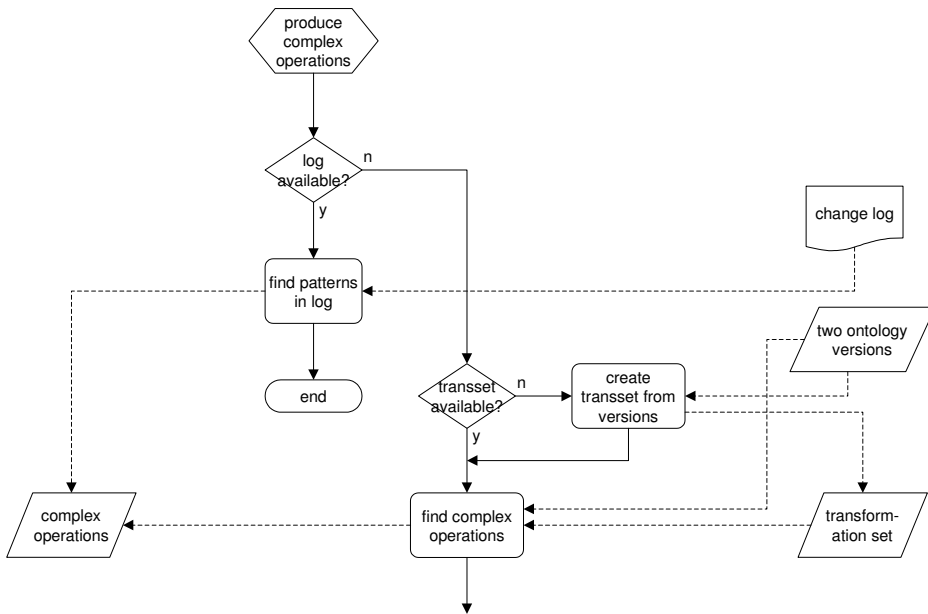 produce
complex
operations
log
available?
n
y
change log
find patterns
in log
two ontology
versions
end
transset
available?
n
create
transset from
versions
y
complex
operations
find complex
operations
transform-
ation set